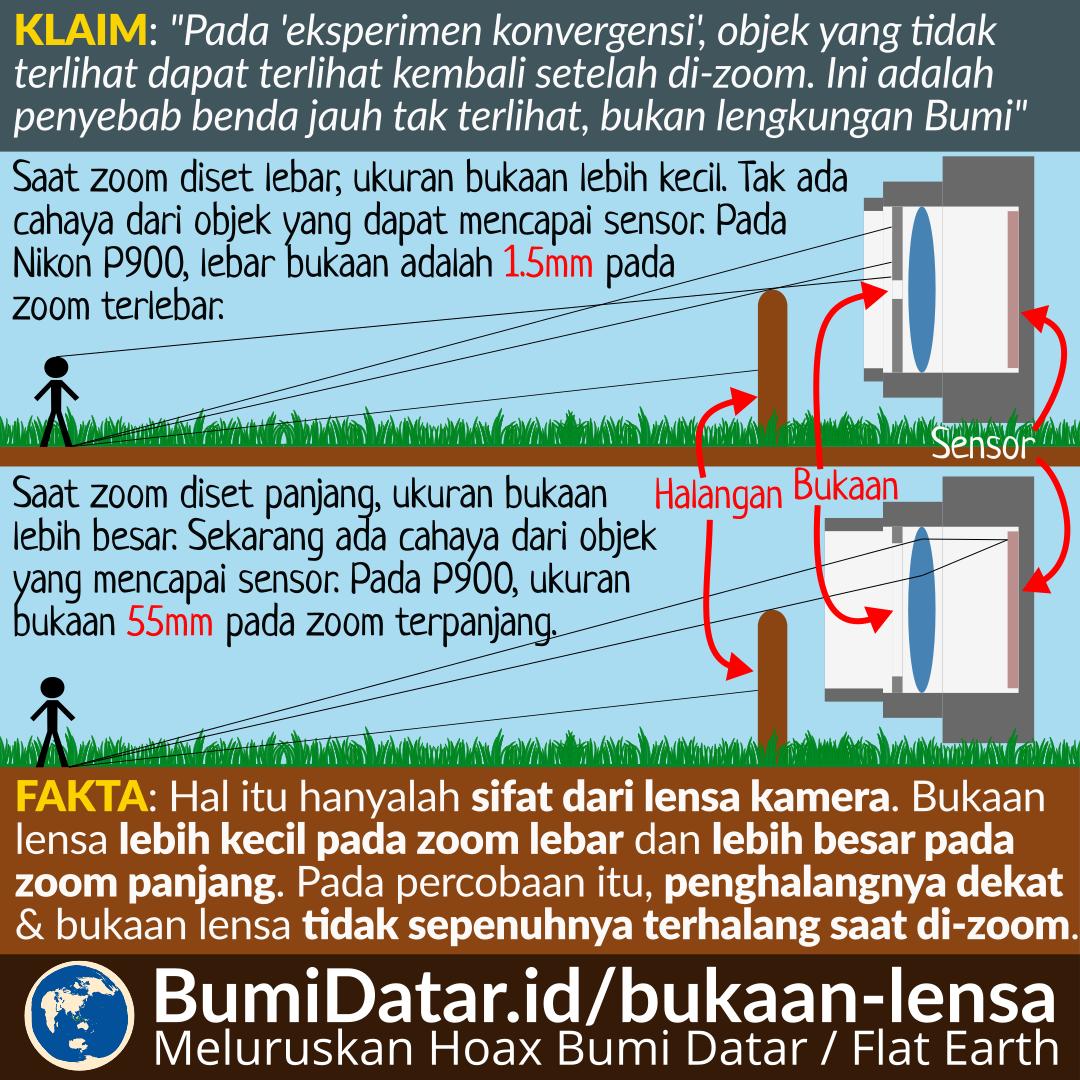 KLAIM: "Pada 'eksperimen konvergensi', objek yang tidak
terlihat dapat terlihat kembali setelah di-zoom. Ini adalah
penyebab benda jauh tak terlihat, bukan lengkungan Bumi"
Saat zoom diset lebar, ukuran bukaan lebih kecil. Tak ada
cahaya dari objek yang dapat mencapai sensor. Pada
Nikon P900, lebar bukaan adalah 1.5mm pada
zoom terlebar.
Sensor
Halangan
Bukaan
Saat zoom diset panjang, ukuran bukaan
lebih besar. Sekarang ada cahaya dari objek
yang mencapai sensor. Pada P900, ukuran
bukaan 55mm pada zoom terpanjang.
FAKTA: Hal itu hanyalah sifat dari lensa kamera. Bukaan
lensa lebih kecil pada zoom lebar dan lebih besar pada
zoom panjang. Pada percobaan itu, penghalangnya dekat
& bukaan lensa tidak sepenuhnya terhalang saat di-zoom.
BumiDatar.id/bukaan-lensa
Meluruskan Hoax Bumi Datar / Flat Earth